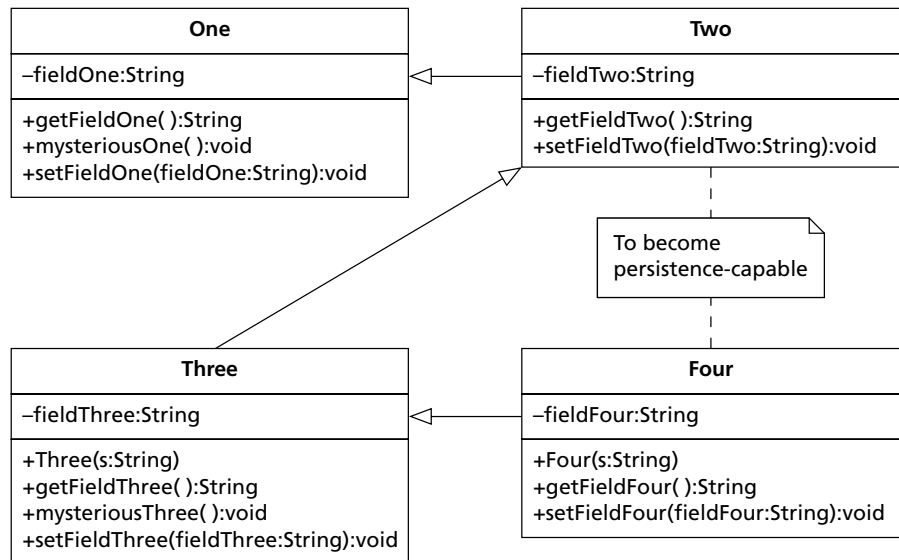 One
–fieldOne:String
+getFieldOne( ):String
+mysteriousOne( ):void
+setFieldOne(fieldOne:String):void
Two
–fieldTwo:String
+getFieldTwo( ):String
+setFieldTwo(fieldTwo:String):void
To become
persistence-capable
Three
–fieldThree:String
+Three(s:String)
+getFieldThree( ):String
+mysteriousThree( ):void
+setFieldThree(fieldThree:String):void
Four
–fieldFour:String
+Four(s:String)
+getFieldFour( ):String
+setFieldFour(fieldFour:String):void